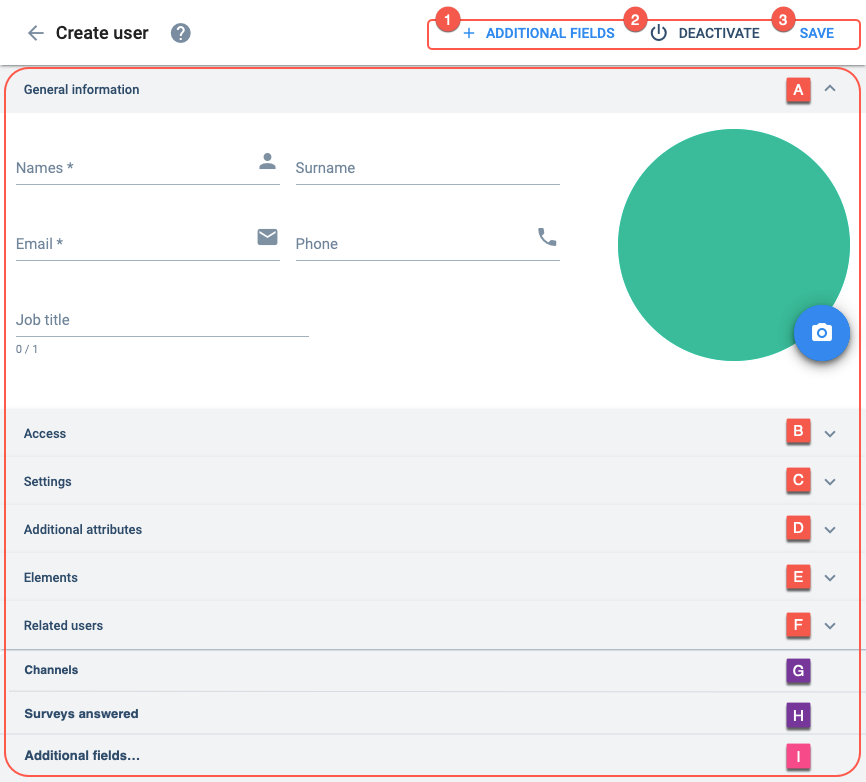 Create user ?
1 + ADDITIONAL FIELDS 2 DEACTIVATE 3 SAVE
General information A
Names * Surname
Email * Phone
Job title
0 / 1
Access B
Settings C
Additional attributes D
Elements E
Related users F
Channels G
Surveys answered H
Additional fields... I